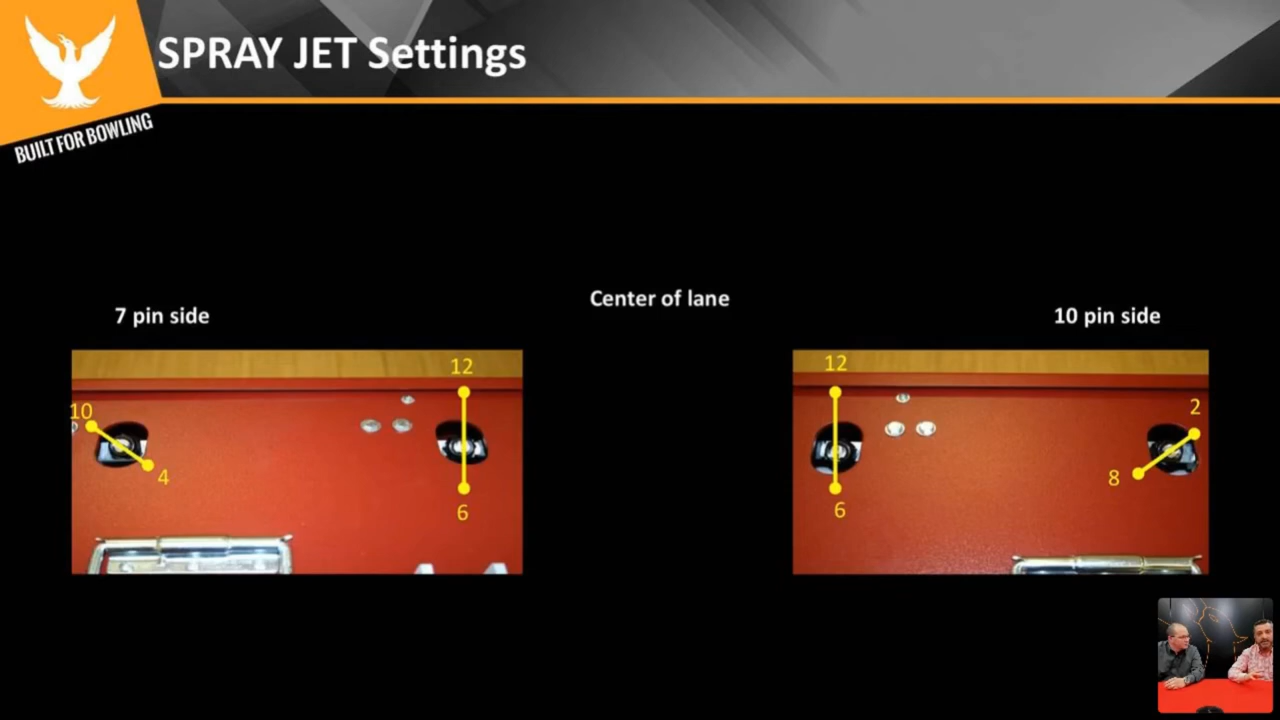 SPRAY JET Settings
BUILT FOR BOWLING
Center of lane
7 pin side
10 pin side
12
10
4
6
12
2
8
6